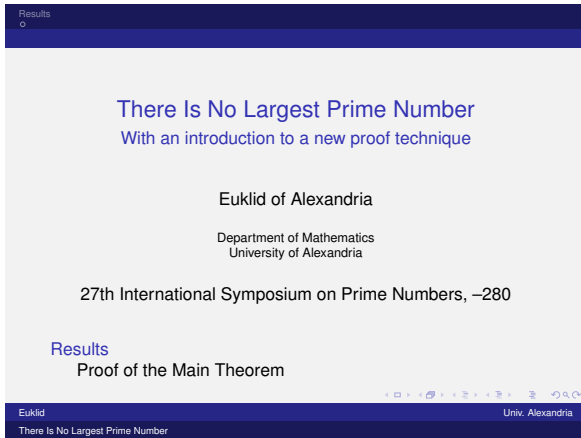 Results
There Is No Largest Prime Number
With an introduction to a new proof technique
Euklid of Alexandria
Department of Mathematics
University of Alexandria
27th International Symposium on Prime Numbers, –280
Results
Proof of the Main Theorem
Euklid Univ. Alexandria
There Is No Largest Prime Number